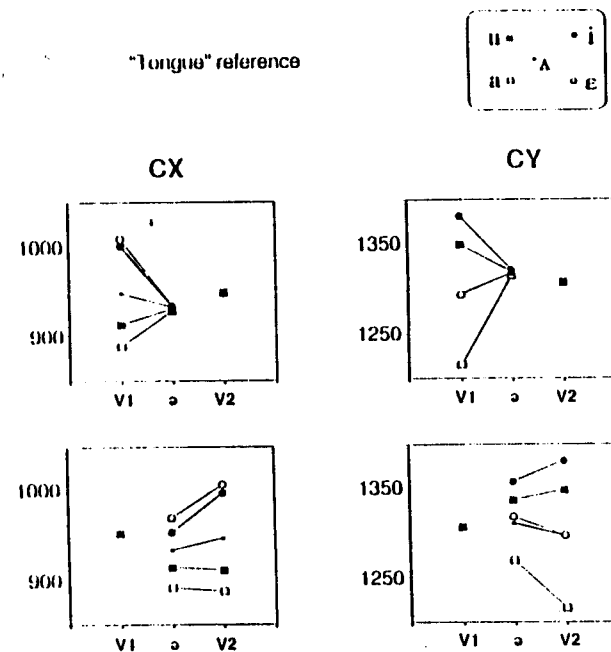 u i
"Tongue" reference
ʌ
a ɛ
CX CY
1000
900
1350
1250
V1 ə V2
V1 ə V2
1000
900
1350
1250
V1 ə V2
V1 ə V2